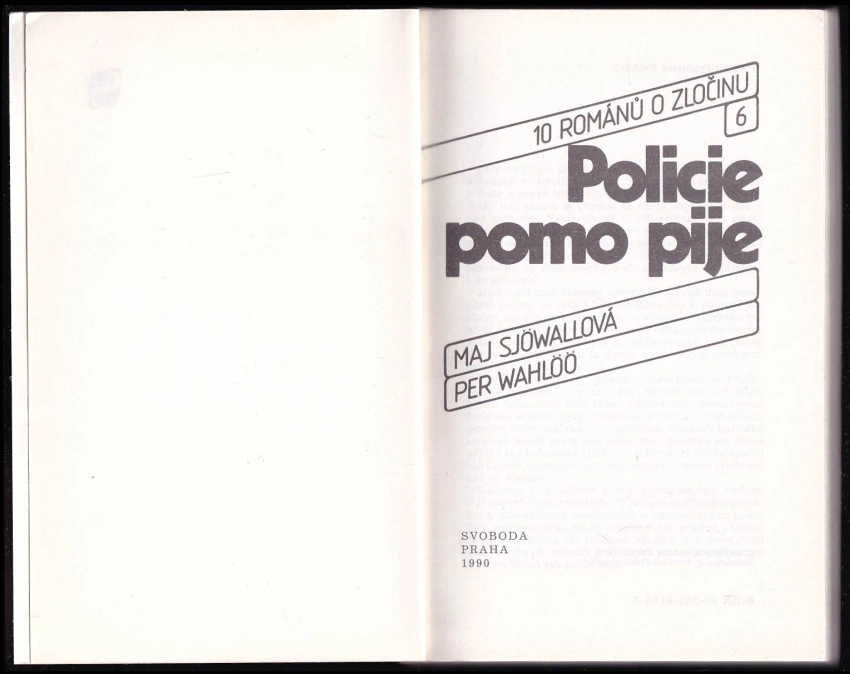 10 ROMÁNŮ O ZLOČINU
6
Policie
pomo pije
MAJ SJÖWALLOVÁ
PER WAHLÖÖ
SVOBODA
PRAHA
1990